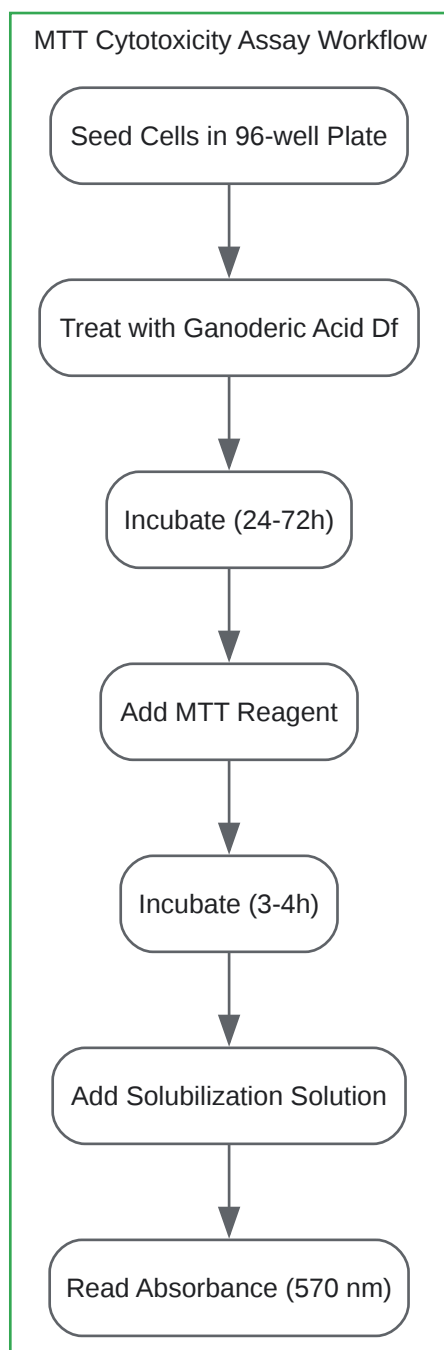 MTT Cytotoxicity Assay Workflow
Seed Cells in 96-well Plate
Treat with Ganoderic Acid Df
Incubate (24-72h)
Add MTT Reagent
Incubate (3-4h)
Add Solubilization Solution
Read Absorbance (570 nm)